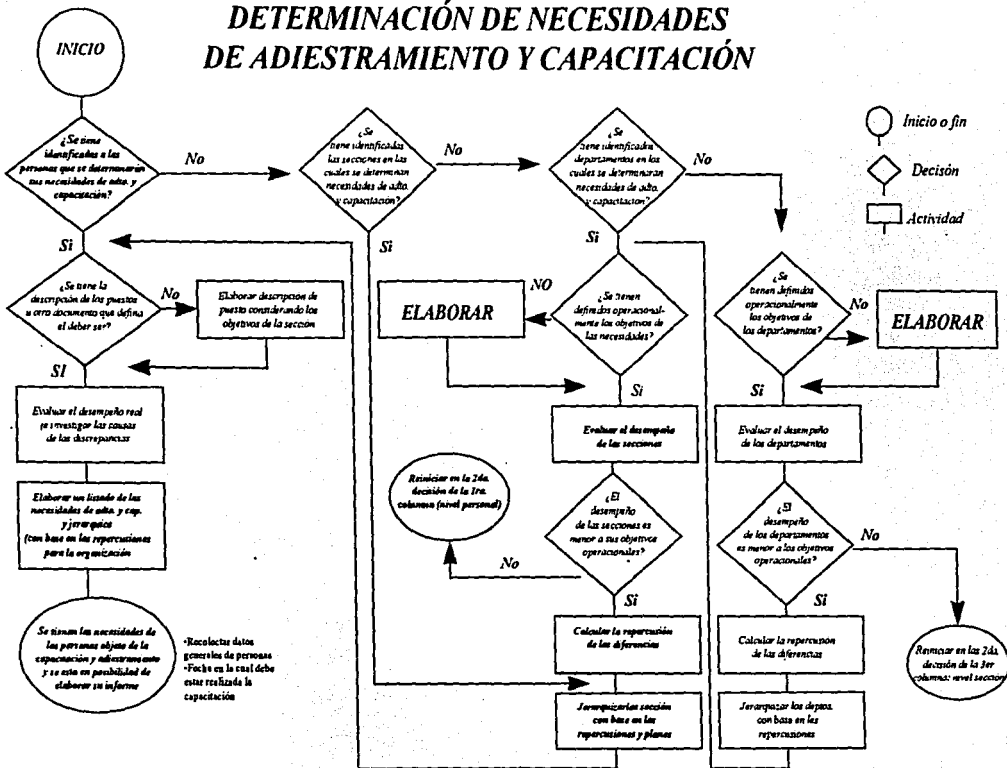 DETERMINACIÓN DE NECESIDADES
DE ADIESTRAMIENTO Y CAPACITACIÓN
INICIO
¿Se tiene
identificadas a las
personas que se determinarán
sus necesidades de adto. y
capacitación?
No
¿Se
tiene identificadas
las secciones en las
cuales se determinan
necesidades de adto.
y capacitación?
No
¿Se
tiene identificados
departamentos en los
cuales se determinaran
necesidades de adto.
y capacitación?
No
Inicio o fin
Decisón
Actividad
Si
Si
Si
¿Se tiene la
descripción de los puestos
u otro documento que defina
el deber ser?
No
Elaborar descripción de
puesto considerando los
objetivos de la sección
SI
ELABORAR
NO
¿Se tienen
definidos operacional-
mente los objetivos de
las necesidades?
Si
¿Se
tienen definidos
operacionalmente
los objetivos de
los departamentos?
No
ELABORAR
Si
Evaluar el desempeño real
e investigar las causas
de las discrepancias
Evaluar el desempeño
de las secciones
Evaluar el desempeño
de los departamentos
Elaborar un listado de las
necesidades de adto. y cap.
y jerarquica
(con base en las repercusiones
para la organización
Reiniciar en la 2da.
decisión de la 1ra.
columna (nivel personal)
No
¿El
desempeño
de las secciones es
menor a sus objetivos
operacionales?
Si
¿El
desempeño
de los departamentos
es menor a los objetivos
operacionales?
No
Si
Se tienen las necesidades de
las personas objeto de la
capacitación y adiestramiento
y se esta en posibilidad de
elaborar su informe
•Recolectar datos
generales de personas
•Fecha en la cual debe
estar realizada la
capacitación
Calcular la repercusión
de las diferencias
Calcular la repercusion
de las diferencias
Reiniciar en las 2da.
decisión de la 3er
columna: nivel sección
Jerarquizarlas sección
con base en las
repercusiones y planes
Jerarquizar los deptos.
con base en les
repercusiones